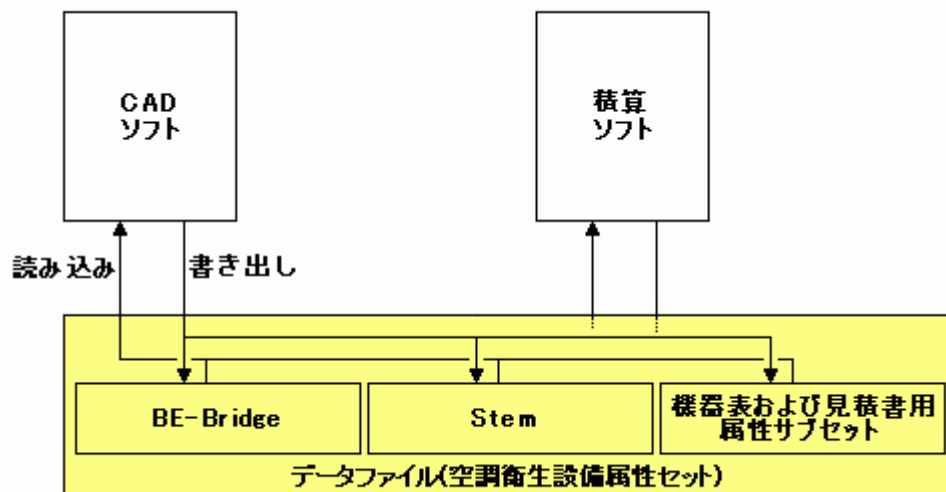 CAD
ソフト
積算
ソフト
読み込み
書き出し
BE-Bridge
Stem
機器表および見積書用
属性サブセット
データファイル(空調衛生設備属性セット)